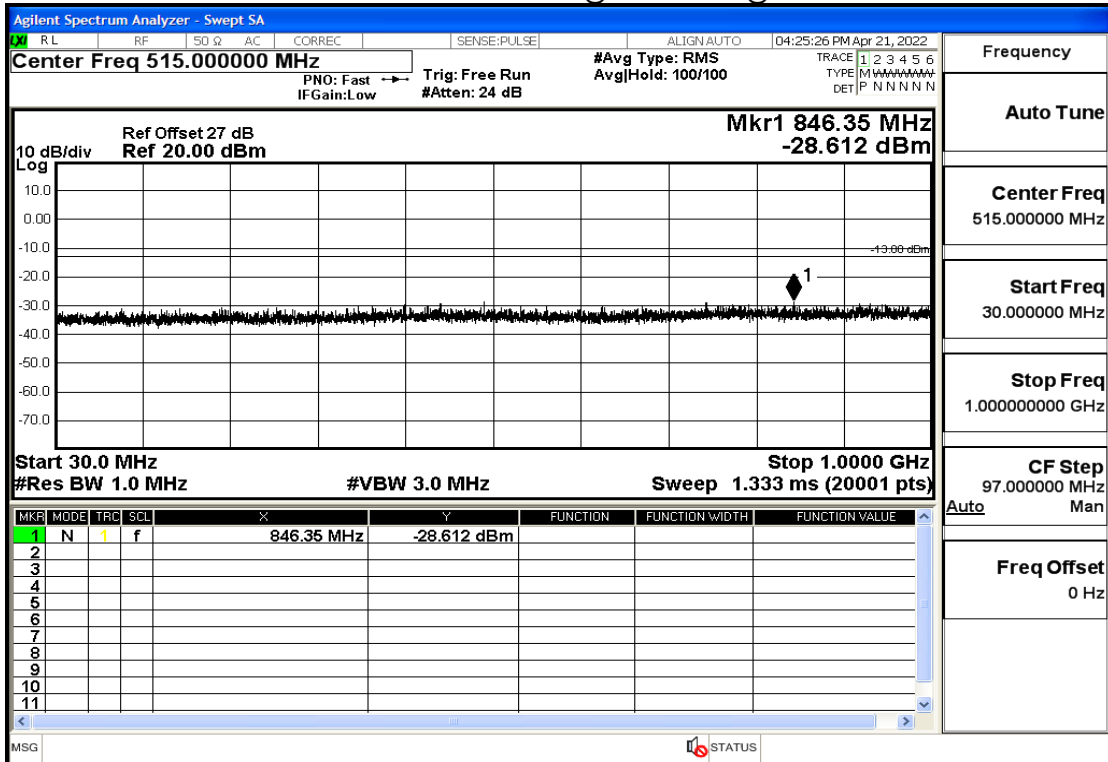 Agilent Spectrum Analyzer - Swept SA
LXI RL RF 50 Ω AC CORREC SENSE:PULSE ALIGN AUTO 04:25:26 PM Apr 21, 2022
Center Freq 515.000000 MHz
PNO: Fast
IFGain:Low
Trig: Free Run
#Atten: 24 dB
#Avg Type: RMS
Avg|Hold: 100/100
TRACE 1 2 3 4 5 6
TYPE M WWWWW
DET P N N N N N
Ref Offset 27 dB
10 dB/div Ref 20.00 dBm
Log
Mkr1 846.35 MHz
-28.612 dBm
10.0
0.00
-10.0
-13.00 dBm
-20.0
1
-30.0
-40.0
-50.0
-60.0
-70.0
Start 30.0 MHz Stop 1.0000 GHz
#Res BW 1.0 MHz #VBW 3.0 MHz Sweep 1.333 ms (20001 pts)
MKR MODE TRC SCL X Y FUNCTION FUNCTION WIDTH FUNCTION VALUE
1 N 1 f 846.35 MHz -28.612 dBm
2
3
4
5
6
7
8
9
10
11
MSG STATUS
Frequency
Auto Tune
Center Freq
515.000000 MHz
Start Freq
30.000000 MHz
Stop Freq
1.000000000 GHz
CF Step
97.000000 MHz
Auto Man
Freq Offset
0 Hz